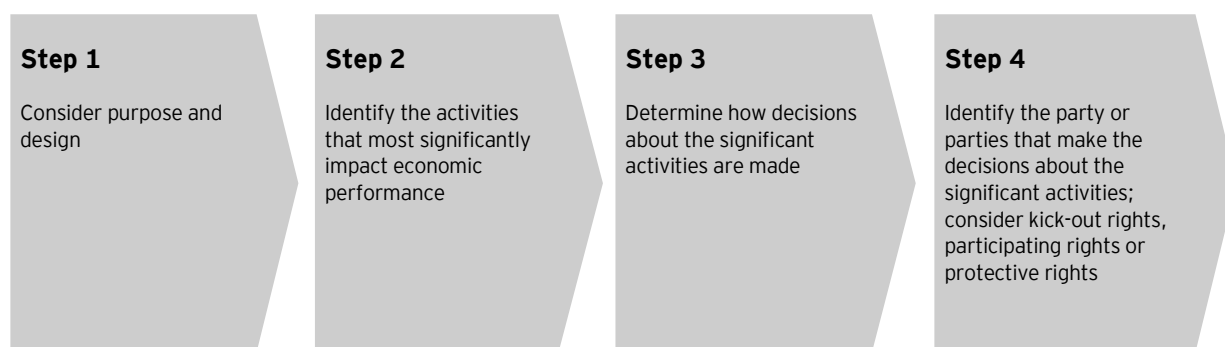 Step 1
Consider purpose and
design
Step 2
Identify the activities
that most significantly
impact economic
performance
Step 3
Determine how decisions
about the significant
activities are made
Step 4
Identify the party or
parties that make the
decisions about the
significant activities;
consider kick-out rights,
participating rights or
protective rights